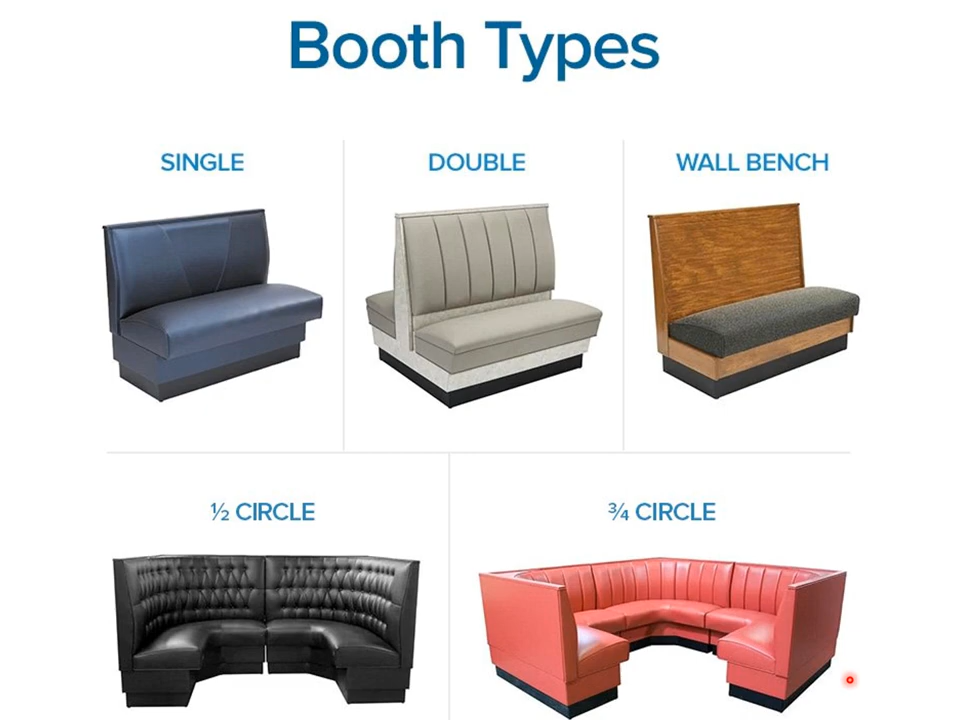 Booth Types
SINGLE
DOUBLE
WALL BENCH
½ CIRCLE
¾ CIRCLE